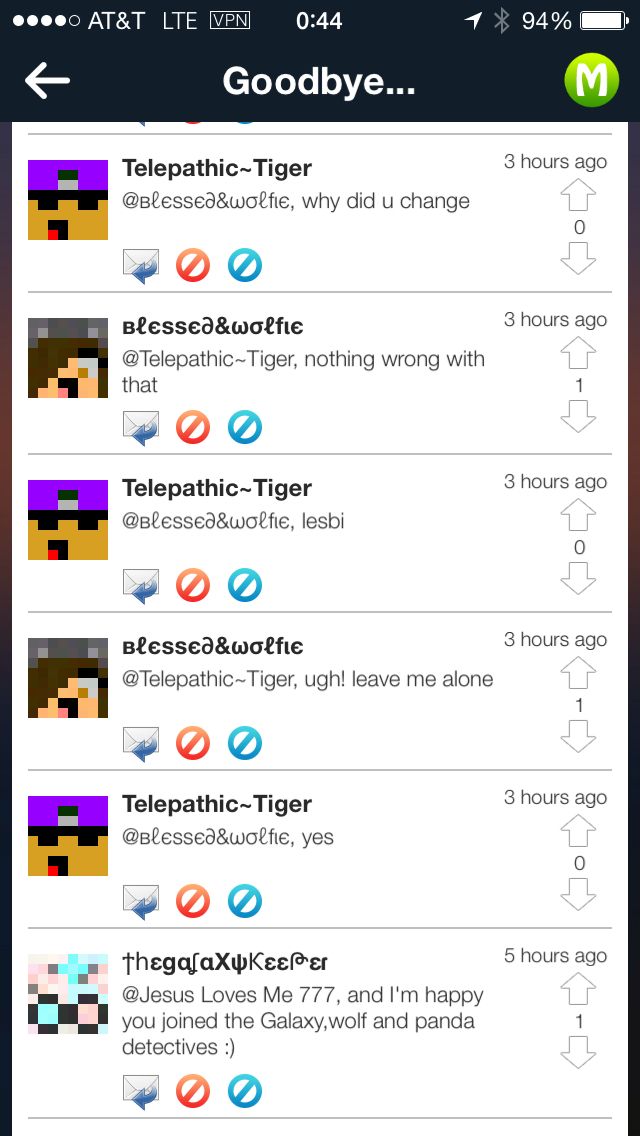 AT&T LTE VPN 0:44 94%
Goodbye... M
Telepathic~Tiger 3 hours ago
@вℓєѕѕє∂&ωσℓfιє, why did u change
0
вℓєѕѕє∂&ωσℓfιє 3 hours ago
@Telepathic~Tiger, nothing wrong with
that
1
Telepathic~Tiger 3 hours ago
@вℓєѕѕє∂&ωσℓfιє, lesbi
0
вℓєѕѕє∂&ωσℓfιє 3 hours ago
@Telepathic~Tiger, ugh! leave me alone
1
Telepathic~Tiger 3 hours ago
@вℓєѕѕє∂&ωσℓfιє, yes
0
5 hours ago
@Jesus Loves Me 777, and I'm happy
you joined the Galaxy,wolf and panda
detectives :)
1